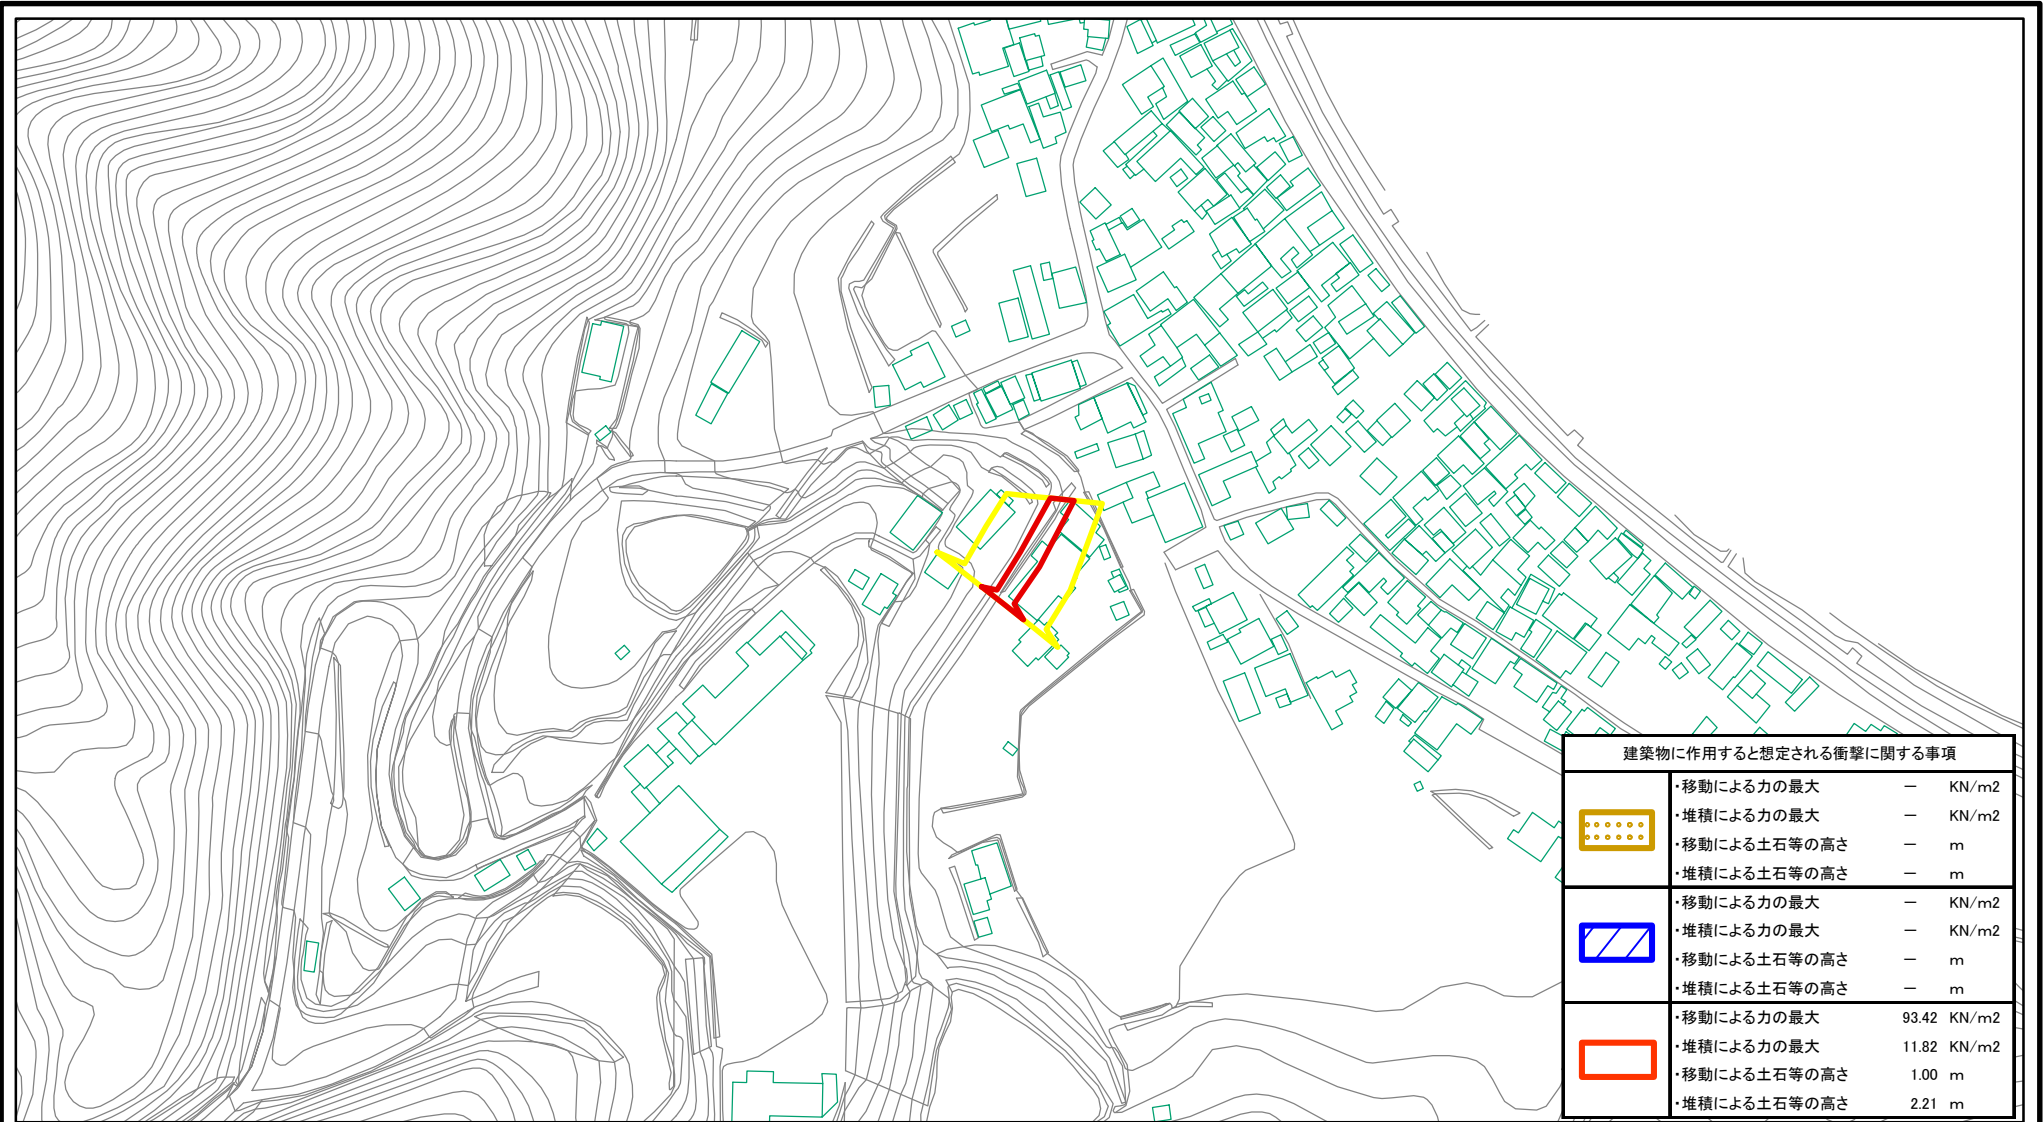 建築物に作用すると想定される衝撃に関する事項
・移動による力の最大 － KN/m2
・堆積による力の最大 － KN/m2
・移動による土石等の高さ － m
・堆積による土石等の高さ － m
・移動による力の最大 － KN/m2
・堆積による力の最大 － KN/m2
・移動による土石等の高さ － m
・堆積による土石等の高さ － m
・移動による力の最大 93.42 KN/m2
・堆積による力の最大 11.82 KN/m2
・移動による土石等の高さ 1.00 m
・堆積による土石等の高さ 2.21 m